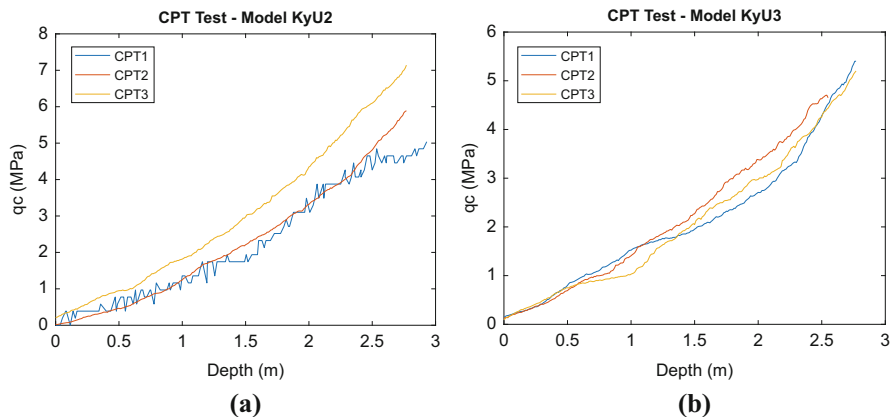 CPT Test - Model KyU2
8
7
6
5
4
3
2
1
0
qc (MPa)
CPT1
CPT2
CPT3
0
0.5
1
1.5
2
2.5
3
Depth (m)
(a)
CPT Test - Model KyU3
6
5
4
3
2
1
0
qc (MPa)
CPT1
CPT2
CPT3
0
0.5
1
1.5
2
2.5
3
Depth (m)
(b)